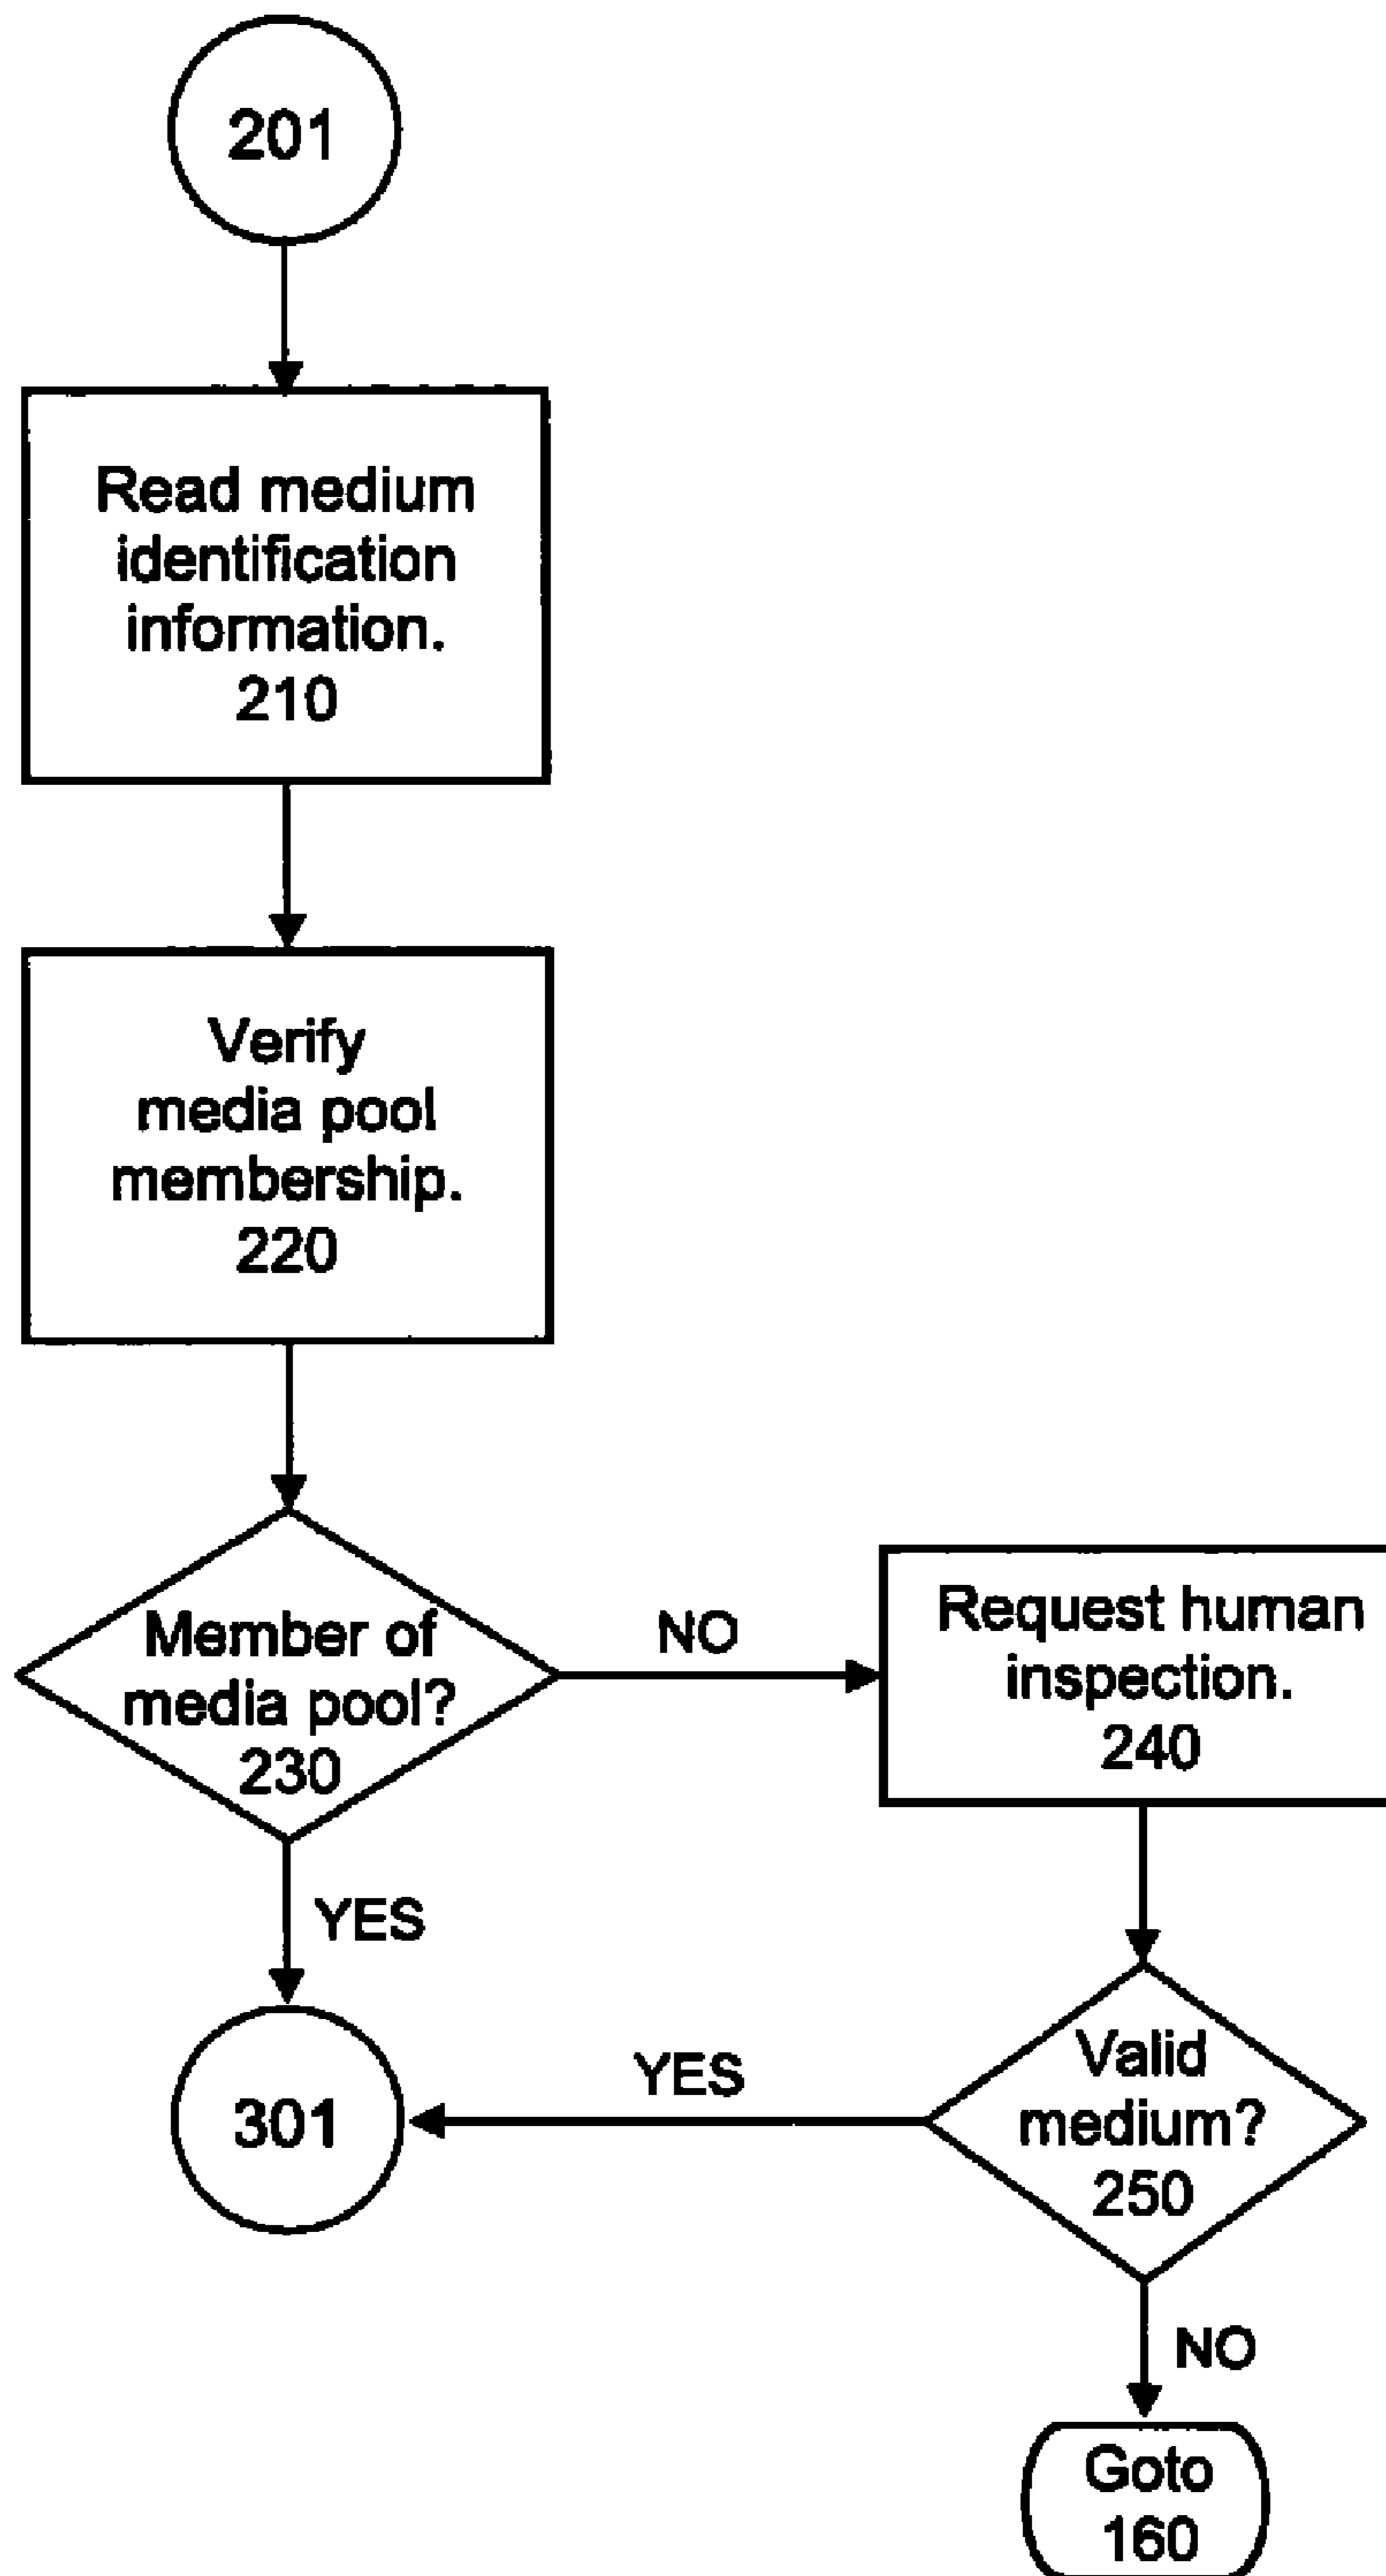 201
Read medium
identification
information.
210
Verify
media pool
membership.
220
Member of
media pool?
230
NO
Request human
inspection.
240
YES
301
YES
Valid
medium?
250
NO
Goto
160